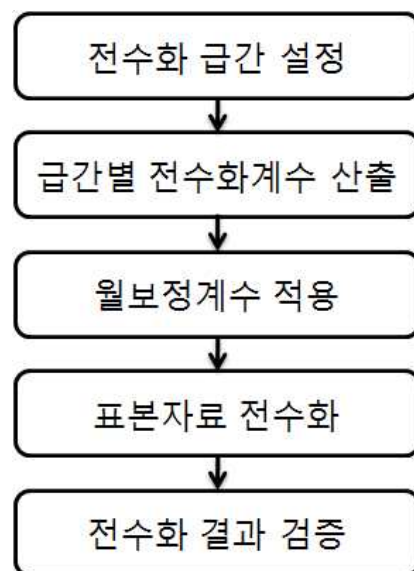 전수화 급간 설정
급간별 전수화계수 산출
월보정계수 적용
표본자료 전수화
전수화 결과 검증